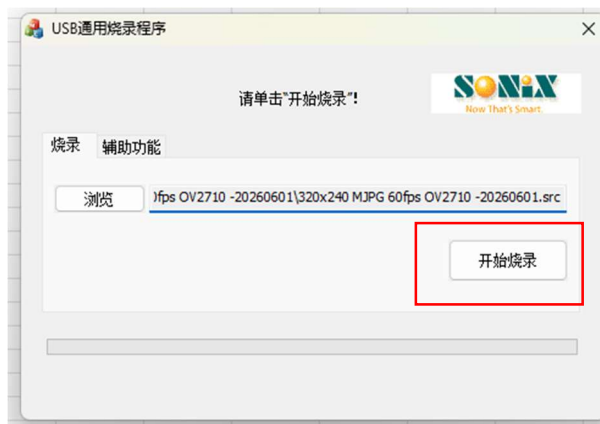 USB通用烧录程序
请单击"开始烧录"!
SONiX
Now That's Smart.
烧录 辅助功能
浏览 fps OV2710 -20260601\320x240 MJPG 60fps OV2710 -20260601.src
开始烧录